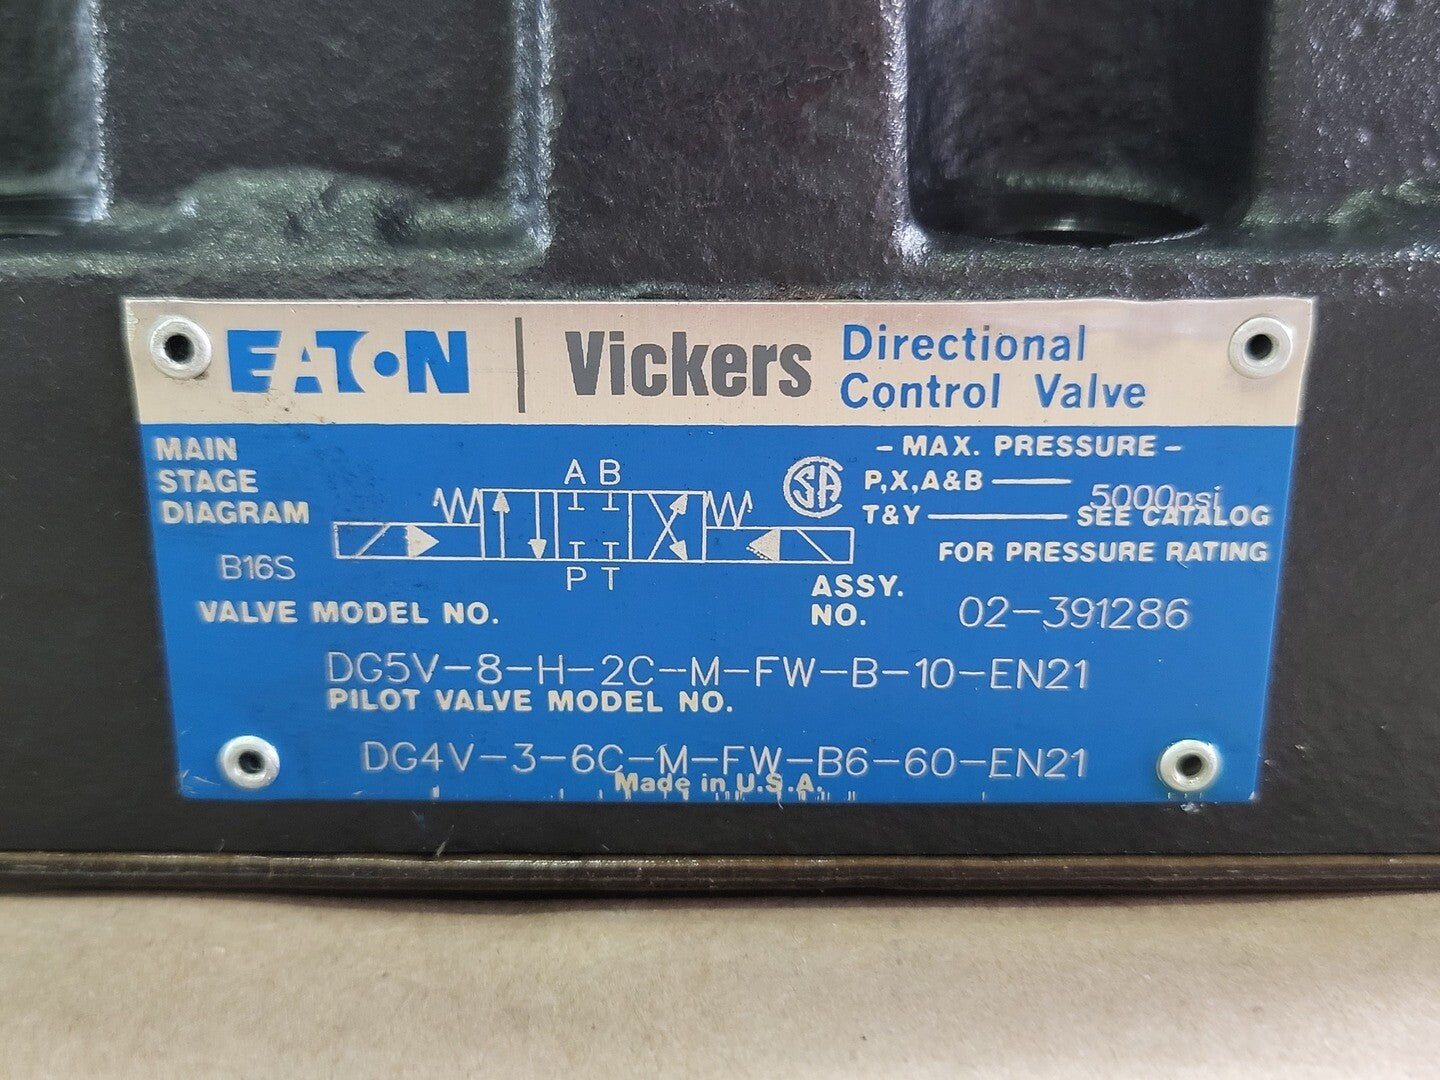 EATON | Vickers Directional
Control Valve
MAIN
STAGE
DIAGRAM
B16S
A B
P T
SA
- MAX. PRESSURE -
P,X,A&B 5000psi
T&Y SEE CATALOG
FOR PRESSURE RATING
ASSY.
NO. 02-391286
VALVE MODEL NO.
DG5V-8-H-2C-M-FW-B-10-EN21
PILOT VALVE MODEL NO.
DG4V-3-6C-M-FW-B6-60-EN21
Made in U.S.A.